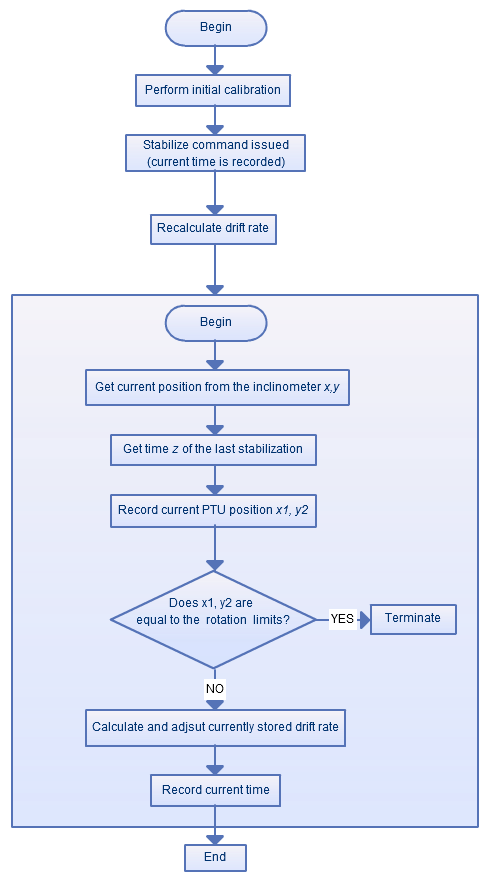 Begin
Perform initial calibration
Stabilize command issued
(current time is recorded)
Recalculate drift rate
Begin
Get current position from the inclinometer x,y
Get time z of the last stabilization
Record current PTU position x1, y2
Does x1, y2 are
equal to the rotation limits?
YES
Terminate
NO
Calculate and adjsut currently stored drift rate
Record current time
End